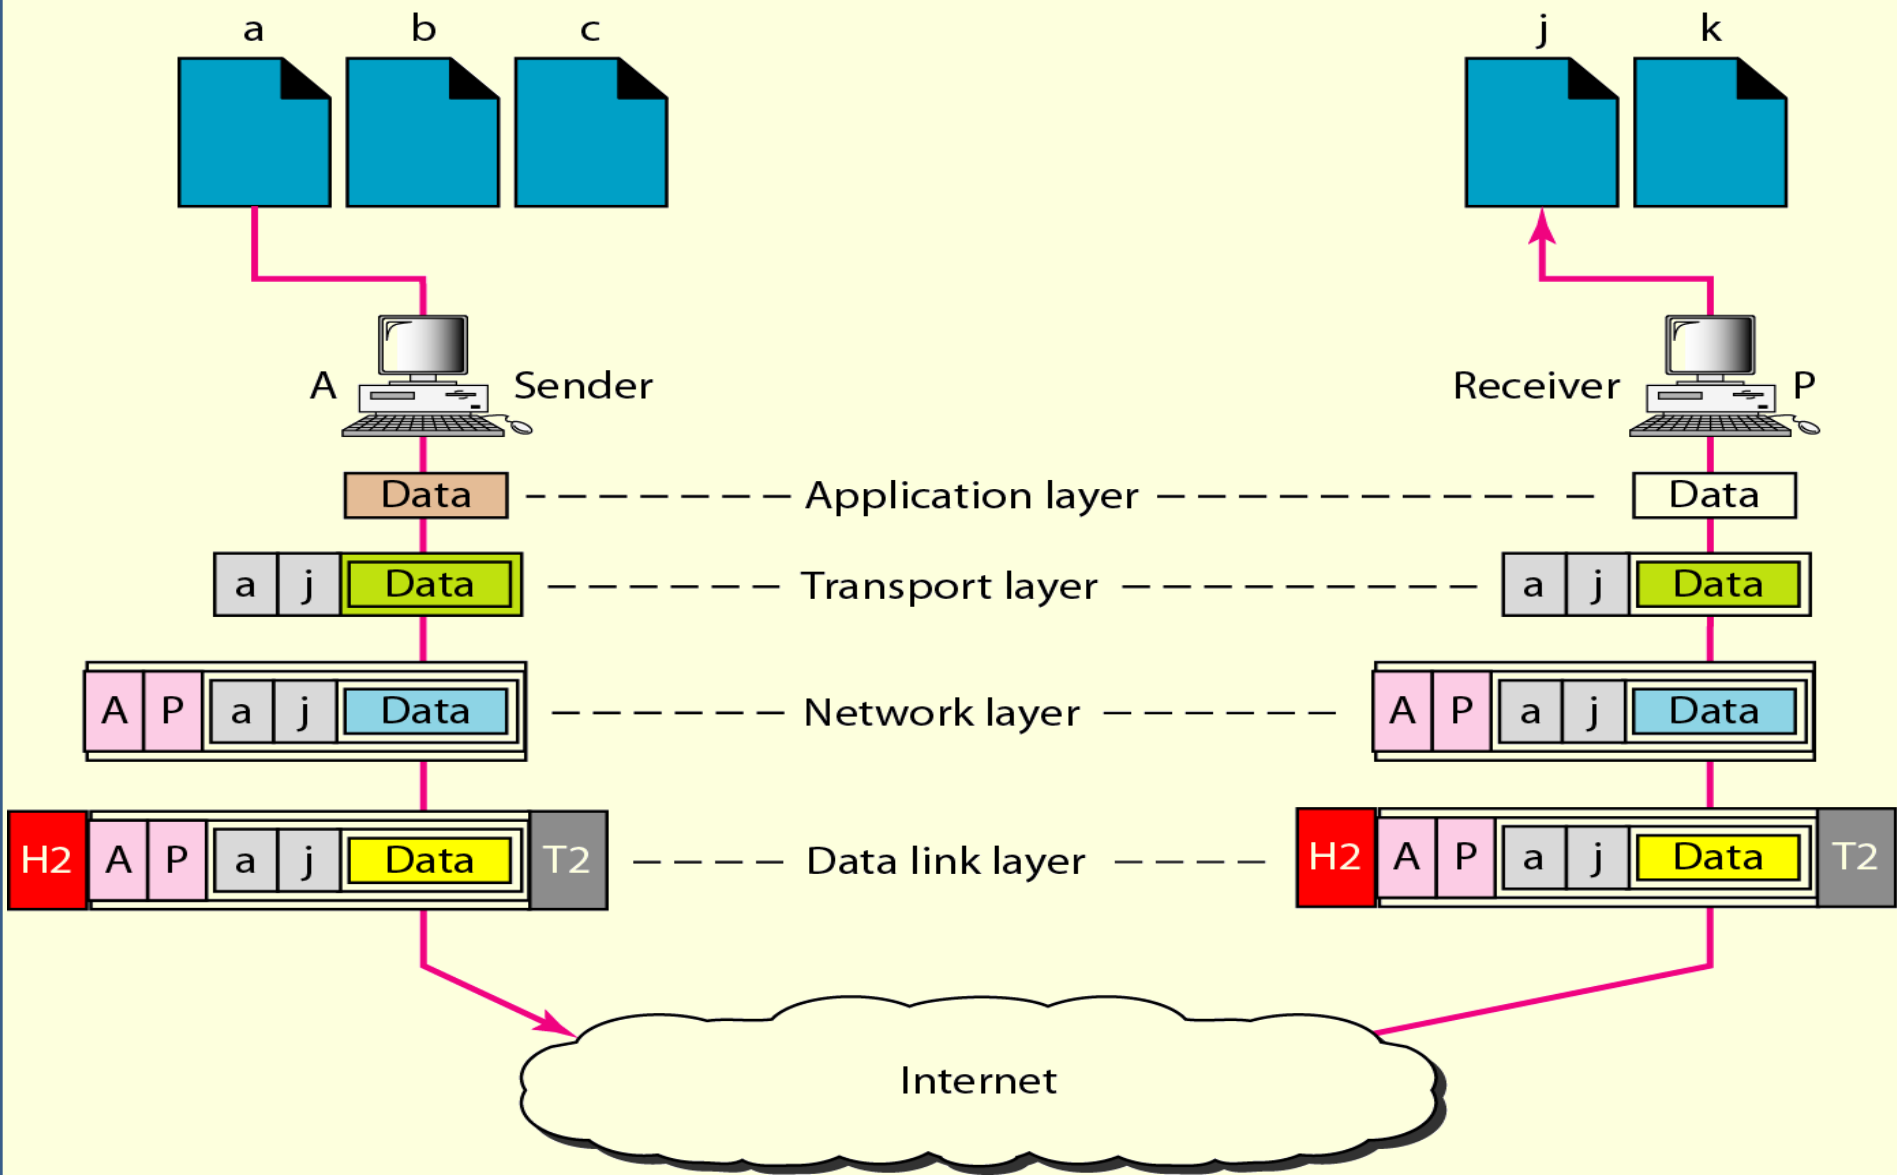 a b c j k
A Sender Receiver P
Data Application layer Data
a j Data Transport layer a j Data
A P a j Data Network layer A P a j Data
H2 A P a j Data T2 Data link layer H2 A P a j Data T2
Internet